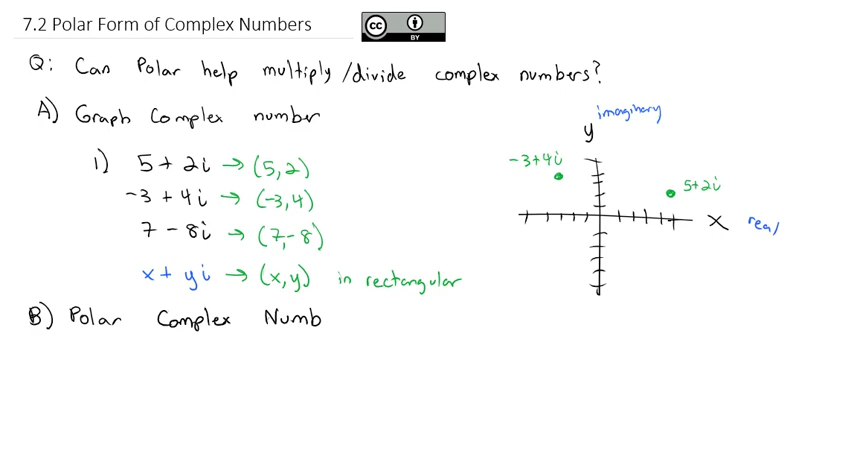 7.2 Polar Form of Complex Numbers
cc BY
Q: Can Polar help multiply/divide complex numbers?
A) Graph Complex number
1) 5 + 2i → (5, 2)
-3 + 4i → (-3, 4)
7 - 8i → (7, -8)
x + yi → (x, y) in rectangular
B) Polar Complex Numb
imaginary
y
-3+4i
5+2i
x real